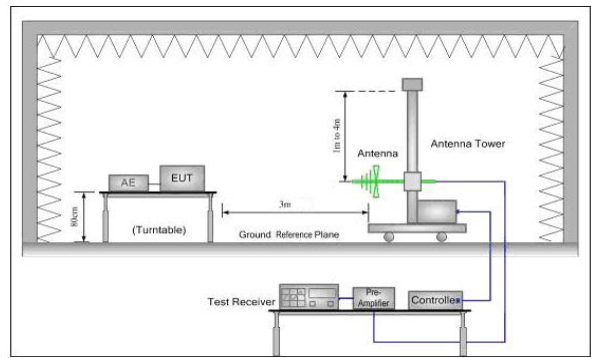 1m to 4m
Antenna
Antenna Tower
AE
EUT
80cm
(Turntable)
3m
Ground Reference Plane
Test Receiver
Pre-
Amplifier
Controller